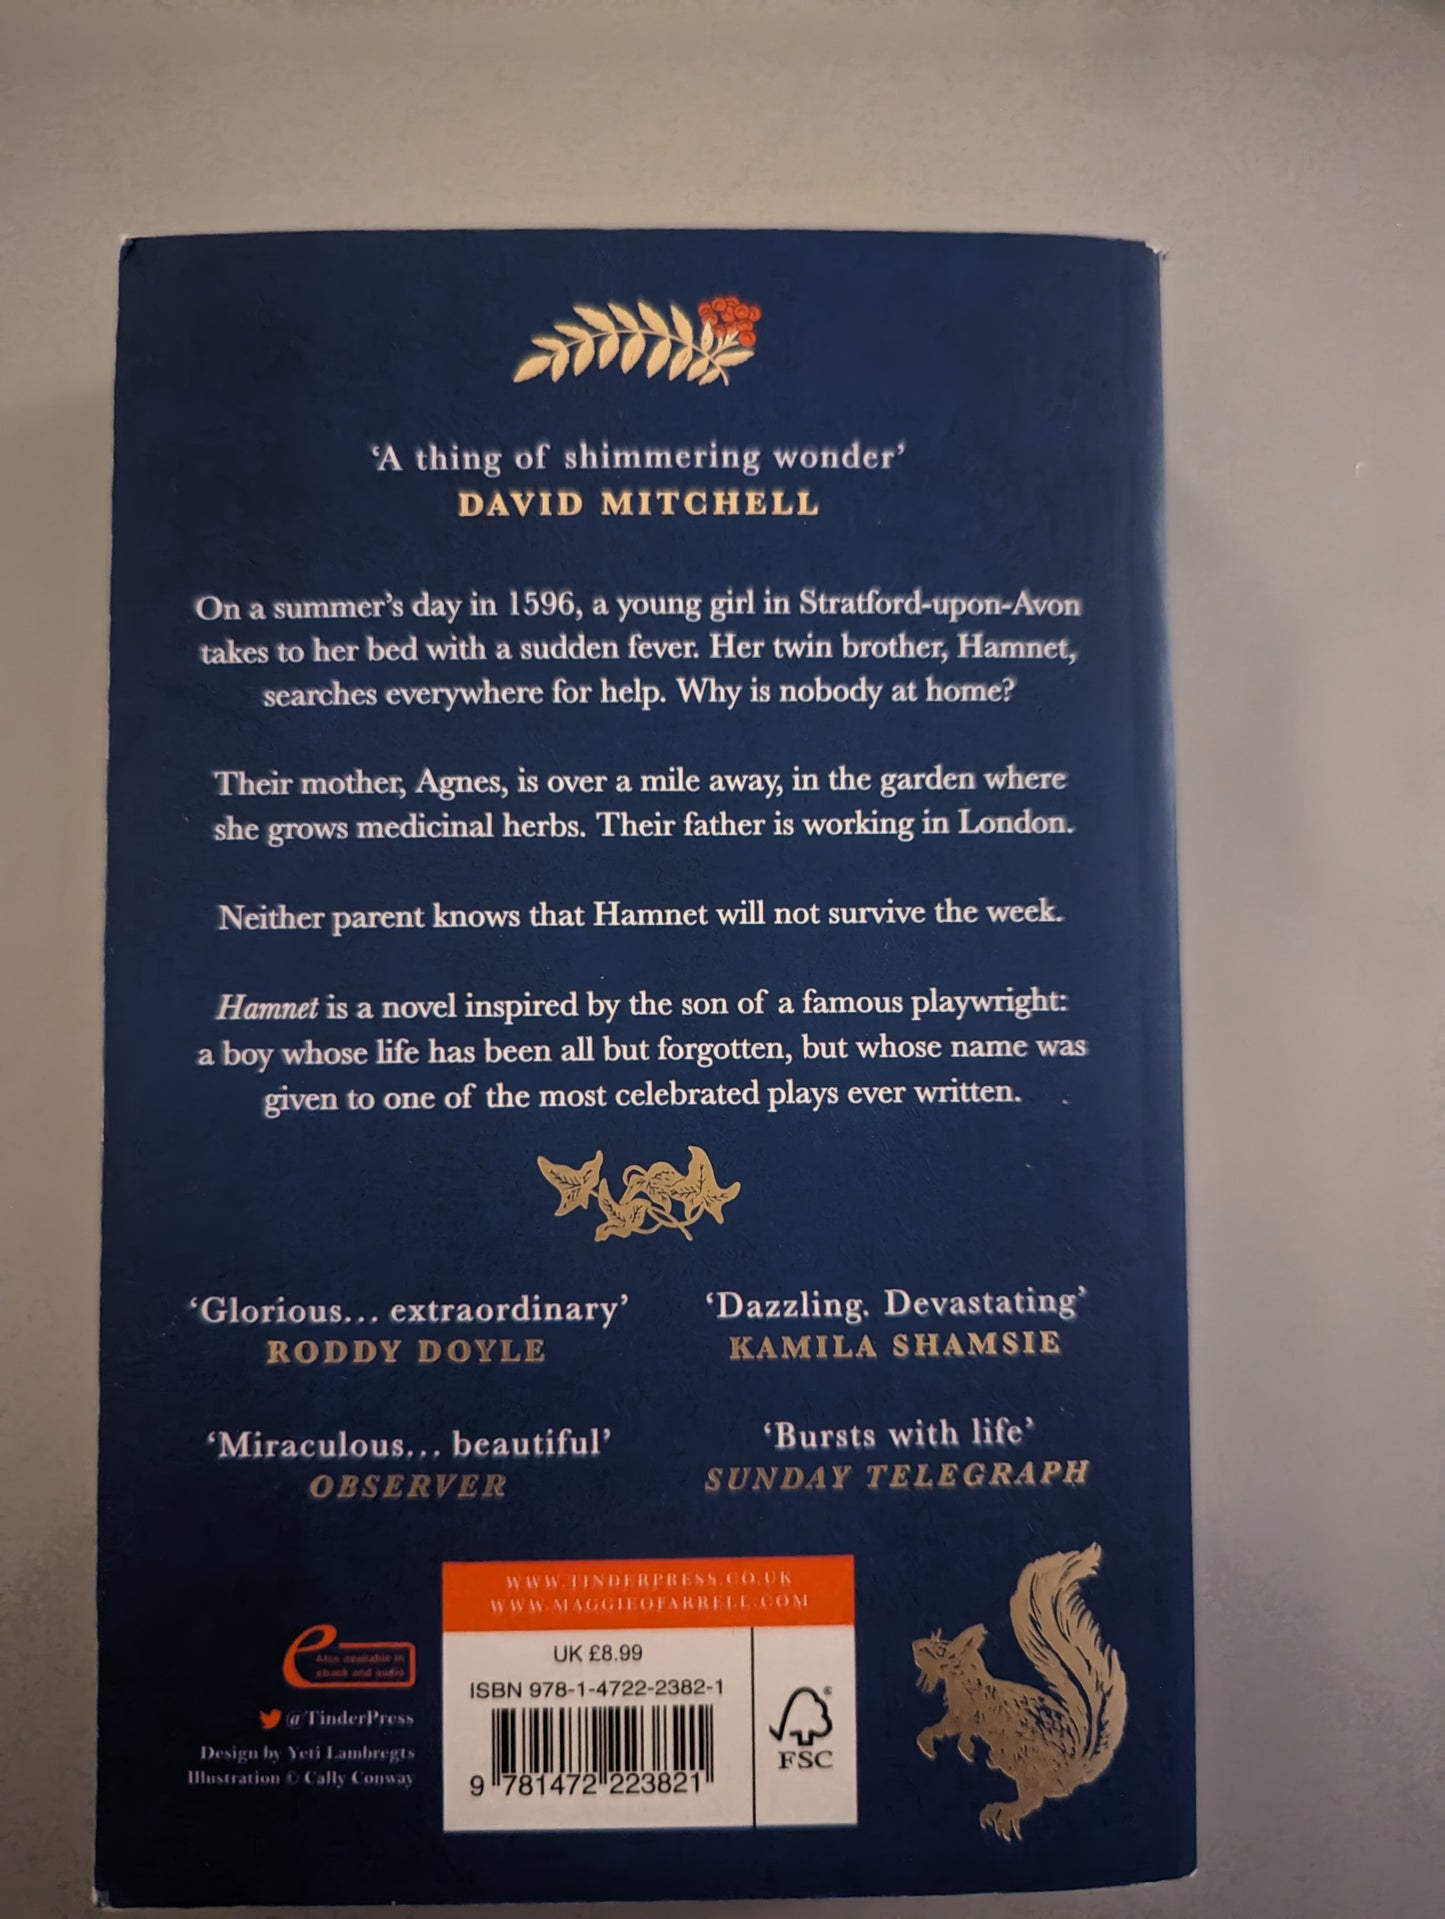 ‘A thing of shimmering wonder’
DAVID MITCHELL
On a summer’s day in 1596, a young girl in Stratford-upon-Avon
takes to her bed with a sudden fever. Her twin brother, Hamnet,
searches everywhere for help. Why is nobody at home?
Their mother, Agnes, is over a mile away, in the garden where
she grows medicinal herbs. Their father is working in London.
Neither parent knows that Hamnet will not survive the week.
Hamnet is a novel inspired by the son of a famous playwright:
a boy whose life has been all but forgotten, but whose name was
given to one of the most celebrated plays ever written.
‘Glorious... extraordinary’
RODDY DOYLE
‘Dazzling. Devastating’
KAMILA SHAMSIE
‘Miraculous... beautiful’
OBSERVER
‘Bursts with life’
SUNDAY TELEGRAPH
WWW.TINDERPRESS.CO.UK
WWW.MAGGIEOFARRELL.COM
e
Also available in
ebook and audio
@TinderPress
Design by Yeti Lambregts
Illustration © Cally Conway
UK £8.99
ISBN 978-1-4722-2382-1
9 781472 223821
®
FSC